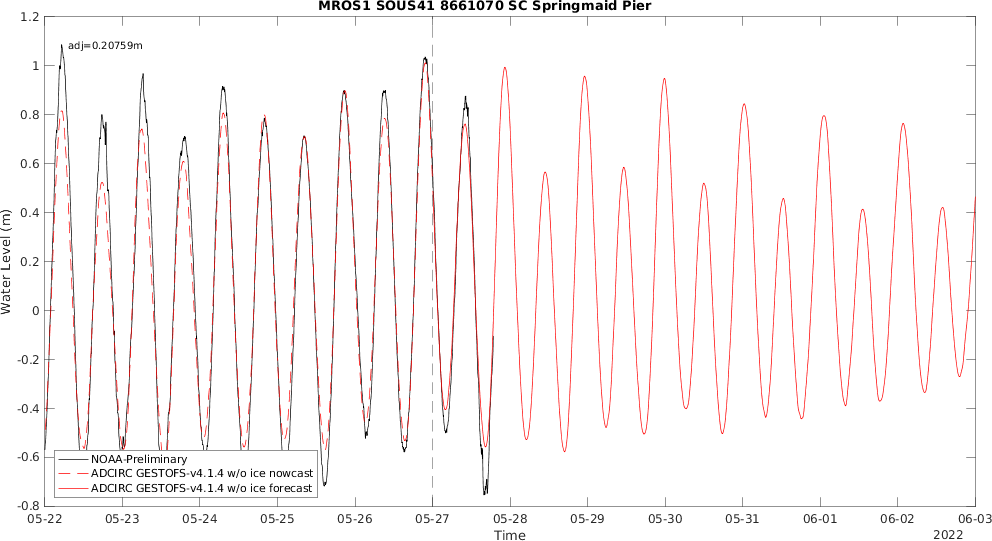 MROS1 SOUS41 8661070 SC Springmaid Pier
adj=0.20759m
1.2
1
0.8
0.6
0.4
0.2
0
-0.2
-0.4
-0.6
-0.8
Water Level (m)
NOAA-Preliminary
ADCIRC GESTOFS-v4.1.4 w/o ice nowcast
ADCIRC GESTOFS-v4.1.4 w/o ice forecast
05-22 05-23 05-24 05-25 05-26 05-27 05-28 05-29 05-30 05-31 06-01 06-02 06-03
Time
2022